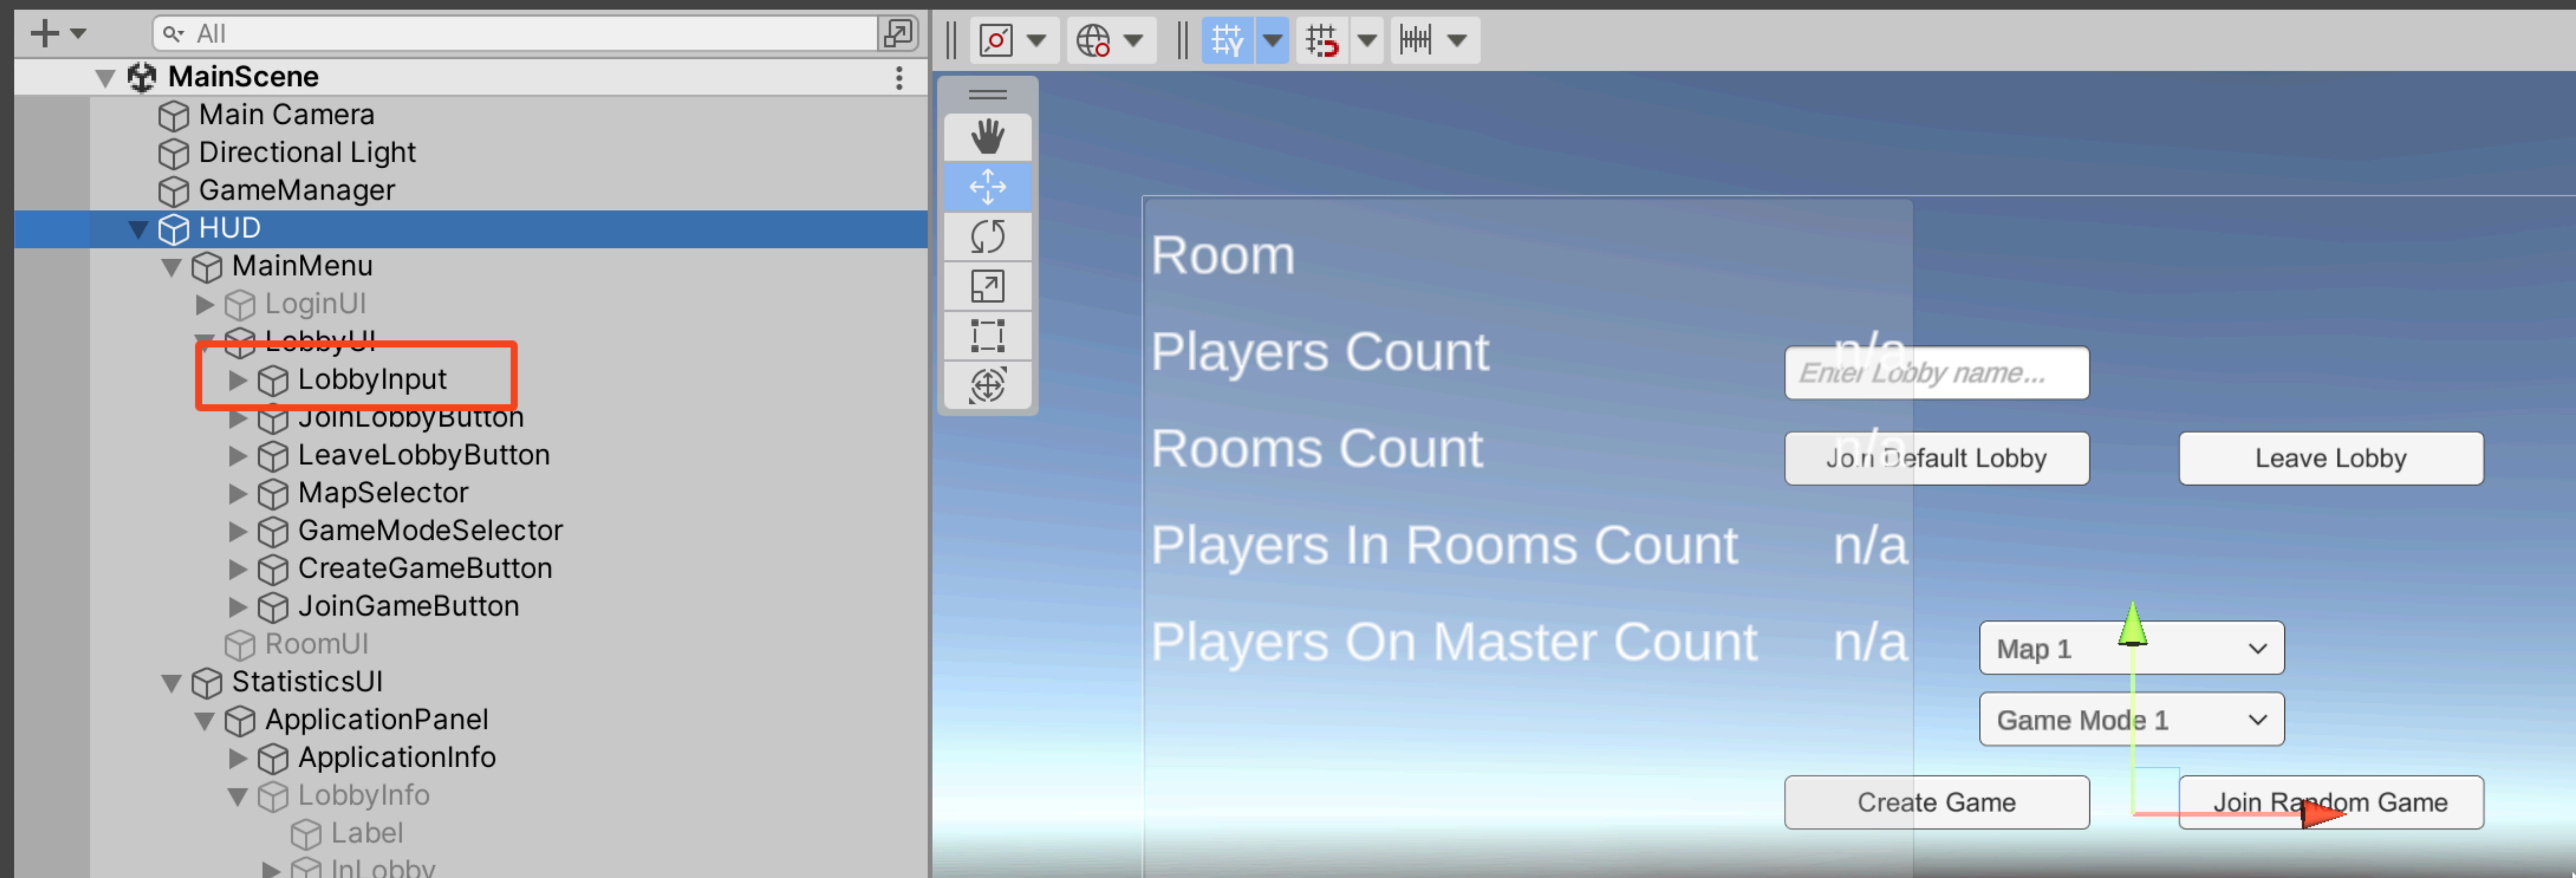 All
MainScene
Main Camera
Directional Light
GameManager
HUD
MainMenu
LoginUI
LobbyUI
LobbyInput
JoinLobbyButton
LeaveLobbyButton
MapSelector
GameModeSelector
CreateGameButton
JoinGameButton
RoomUI
StatisticsUI
ApplicationPanel
ApplicationInfo
LobbyInfo
Label
InLobby
Room
Players Count n/a
Enter Lobby name...
Rooms Count n/a
Join Default Lobby Leave Lobby
Players In Rooms Count n/a
Players On Master Count n/a
Map 1
Game Mode 1
Create Game Join Random Game